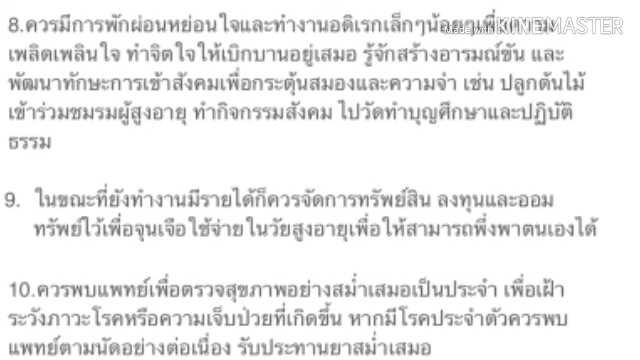 8.ควรมีการพักผ่อนหย่อนใจและทำงานอดิเรกเล็กๆน้อยๆ
Made with KINEMASTER
เพลิดเพลินใจ ทำจิตใจให้เบิกบานอยู่เสมอ รู้จักสร้างอารมณ์ขัน และ
พัฒนาทักษะการเข้าสังคมเพื่อกระตุ้นสมองและความจำ เช่น ปลูกต้นไม้
เข้าร่วมชมรมผู้สูงอายุ ทำกิจกรรมสังคม ไปวัดทำบุญศึกษาและปฏิบัติ
ธรรม
9. ในขณะที่ยังทำงานมีรายได้ก็ควรจัดการทรัพย์สิน ลงทุนและออม
ทรัพย์ไว้เพื่อจุนเจือใช้จ่ายในวัยสูงอายุเพื่อให้สามารถพึ่งพาตนเองได้
10.ควรพบแพทย์เพื่อตรวจสุขภาพอย่างสม่ำเสมอเป็นประจำ เพื่อเฝ้า
ระวังภาวะโรคหรือความเจ็บป่วยที่เกิดขึ้น หากมีโรคประจำตัวควรพบ
แพทย์ตามนัดอย่างต่อเนื่อง รับประทานยาสม่ำเสมอ